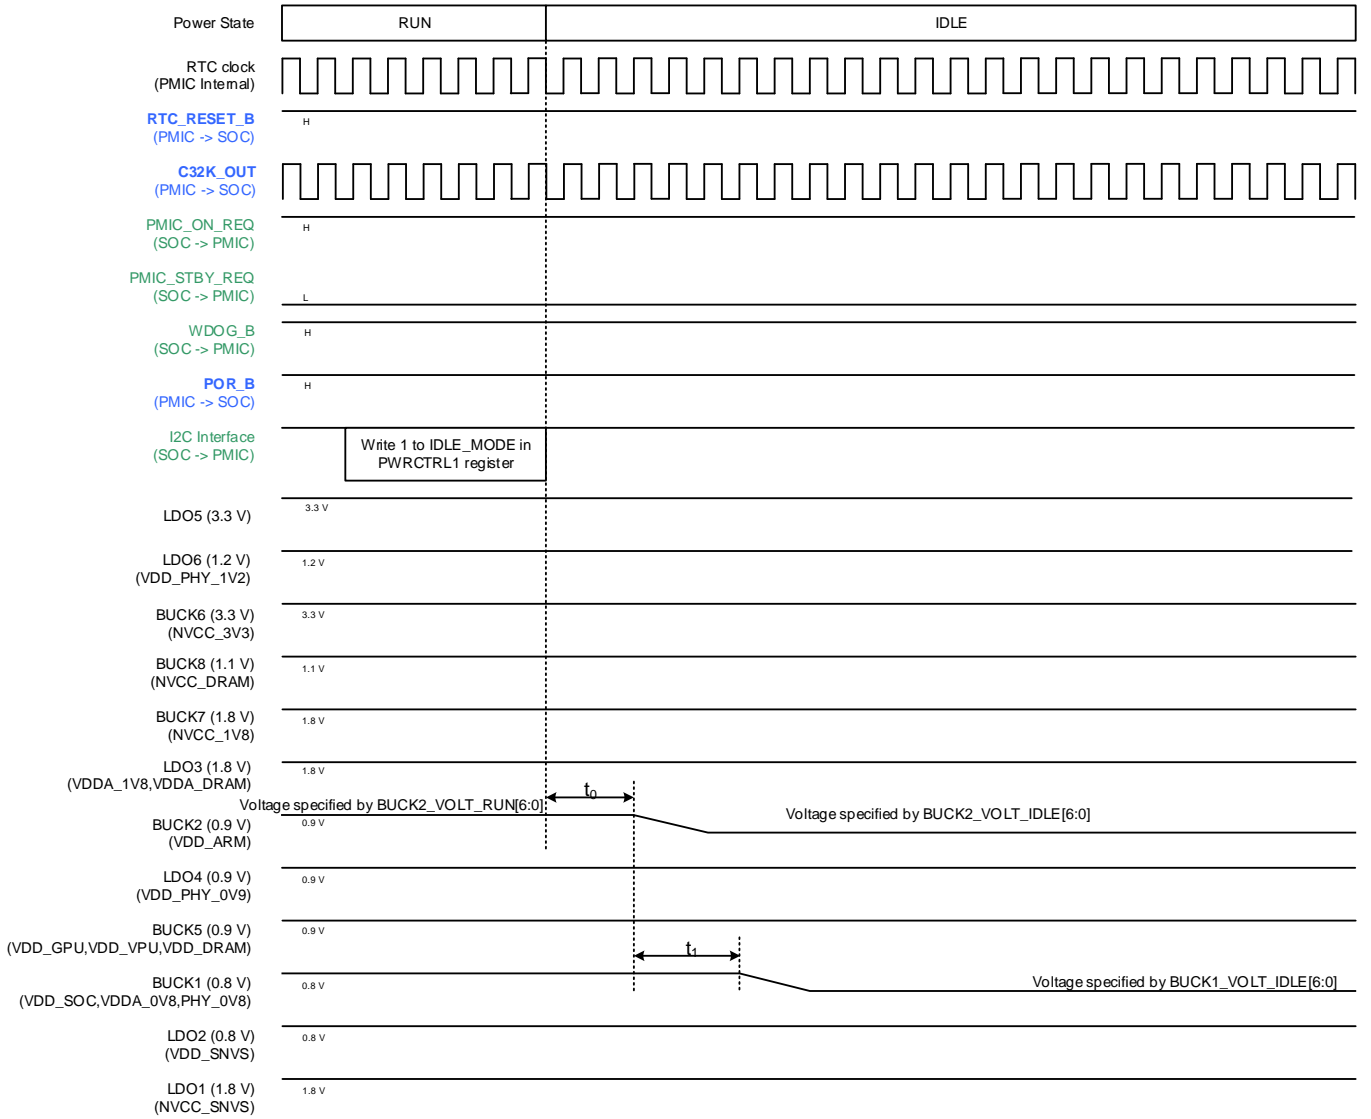 Power State
RUN
IDLE
RTC clock
(PMIC Internal)
RTC_RESET_B
(PMIC -> SOC)
H
C32K_OUT
(PMIC -> SOC)
PMIC_ON_REQ
(SOC -> PMIC)
H
PMIC_STBY_REQ
(SOC -> PMIC)
L
WDOG_B
(SOC -> PMIC)
H
POR_B
(PMIC -> SOC)
H
I2C Interface
(SOC -> PMIC)
Write 1 to IDLE_MODE in
PWRCTRL1 register
LDO5 (3.3 V)
3.3 V
LDO6 (1.2 V)
(VDD_PHY_1V2)
1.2 V
BUCK6 (3.3 V)
(NVCC_3V3)
3.3 V
BUCK8 (1.1 V)
(NVCC_DRAM)
1.1 V
BUCK7 (1.8 V)
(NVCC_1V8)
1.8 V
LDO3 (1.8 V)
(VDDA_1V8,VDDA_DRAM)
1.8 V
t0
Voltage specified by BUCK2_VOLT_RUN[6:0]
Voltage specified by BUCK2_VOLT_IDLE[6:0]
BUCK2 (0.9 V)
(VDD_ARM)
0.9 V
LDO4 (0.9 V)
(VDD_PHY_0V9)
0.9 V
BUCK5 (0.9 V)
(VDD_GPU,VDD_VPU,VDD_DRAM)
0.9 V
t1
BUCK1 (0.8 V)
(VDD_SOC,VDDA_0V8,PHY_0V8)
0.8 V
Voltage specified by BUCK1_VOLT_IDLE[6:0]
LDO2 (0.8 V)
(VDD_SNVS)
0.8 V
LDO1 (1.8 V)
(NVCC_SNVS)
1.8 V